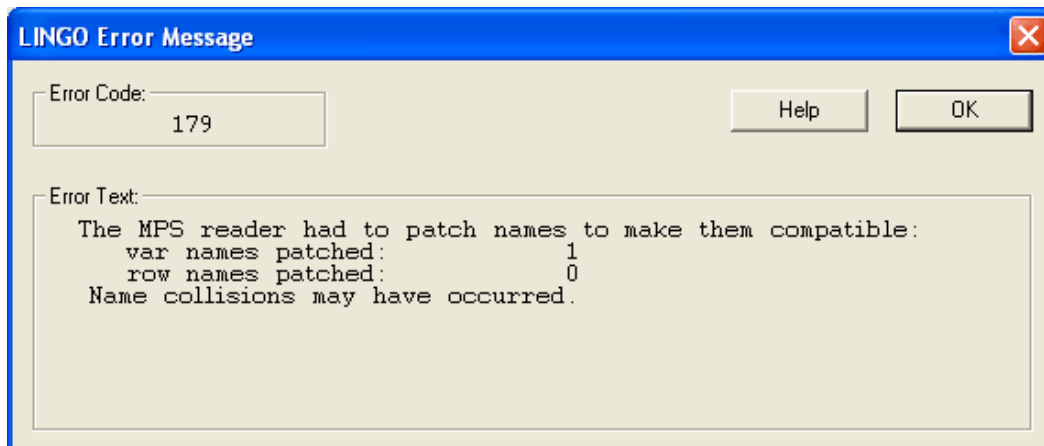 LINGO Error Message
Error Code:
179
Help
OK
Error Text:
The MPS reader had to patch names to make them compatible:
var names patched: 1
row names patched: 0
Name collisions may have occurred.